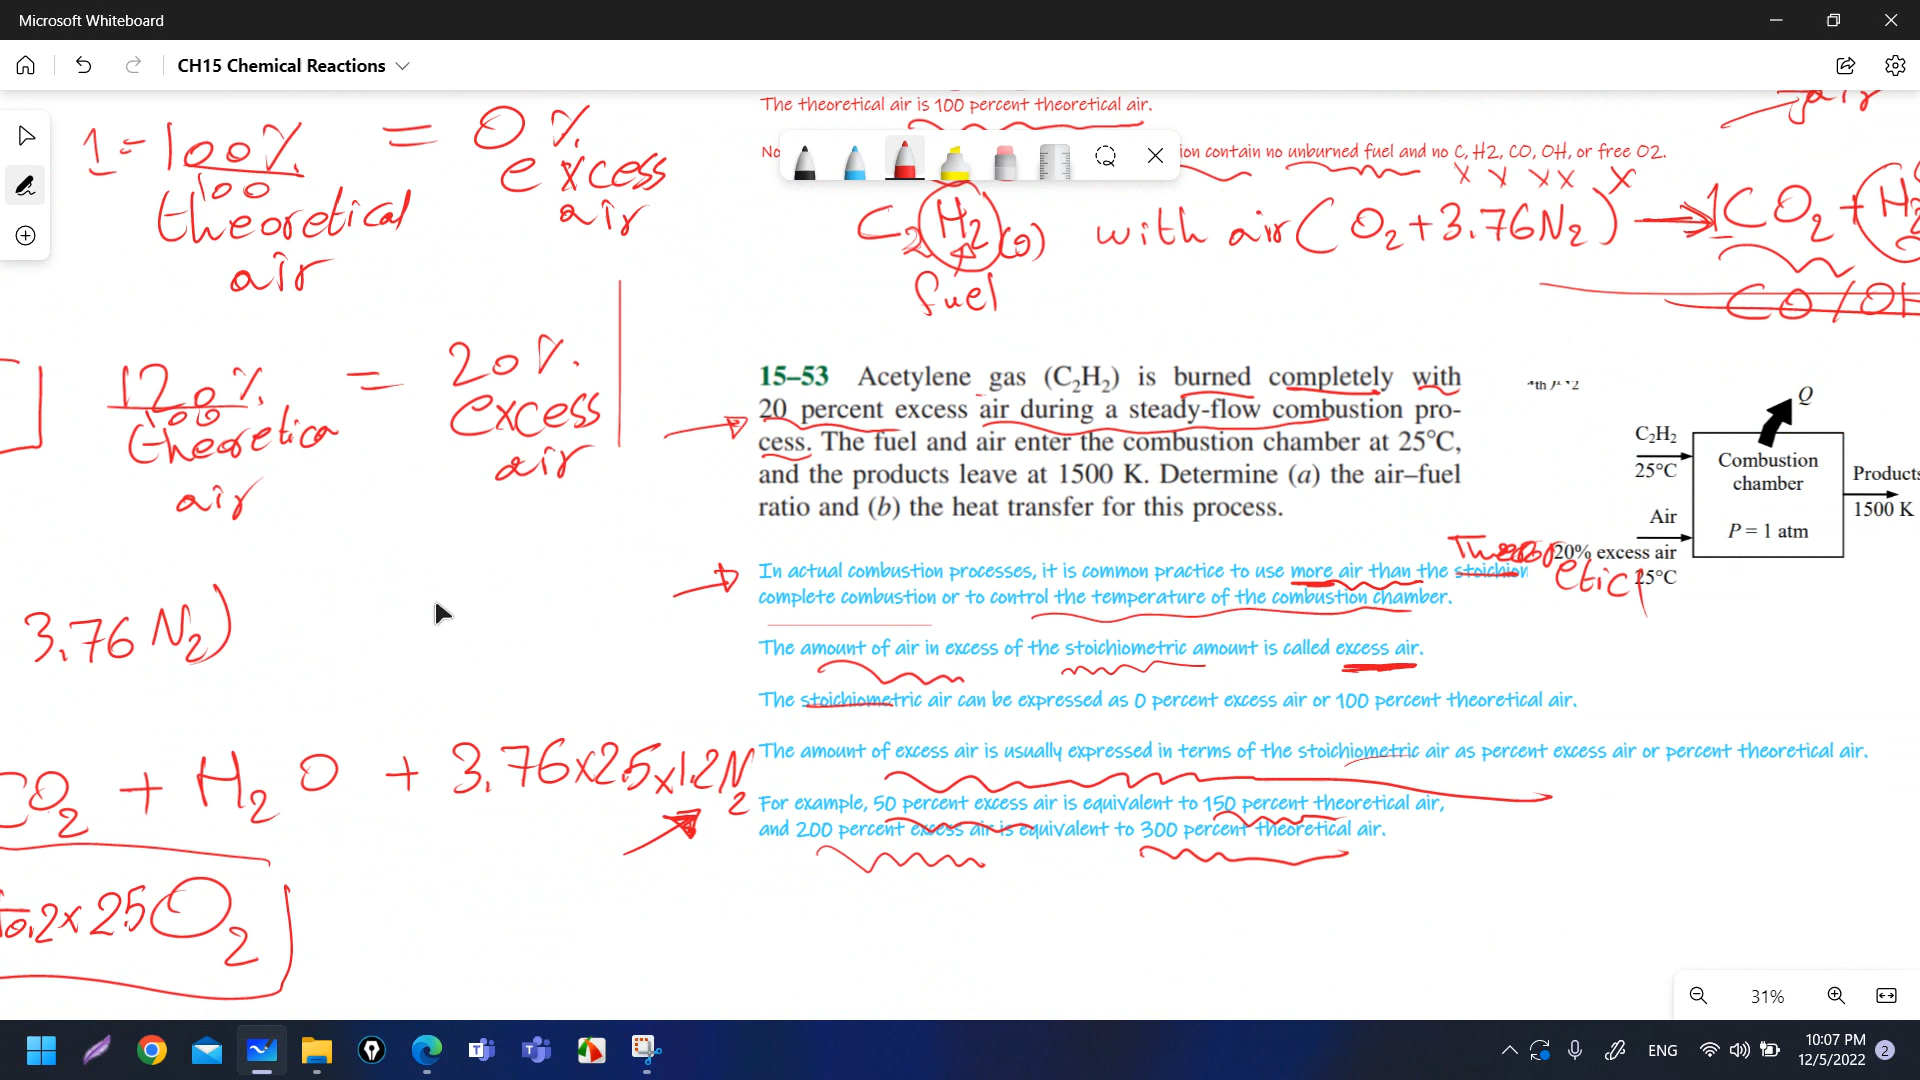 Microsoft Whiteboard
CH15 Chemical Reactions
1 = 100% = 0%
100 excess
theoretical air
air
120% = 20%
100 excess
theoretica air
air
3.76 N2)
CO2 + H2O + 3.76x2.5x1.2N2
0.2x2.5O2
The theoretical air is 100 percent theoretical air.
No
ion contain no unburned fuel and no C, H2, CO, OH, or free O2.
x x x x x
air
C2H2(g) with air (O2+3.76N2) → 1CO2 + H2
fuel
CO/OH
15–53 Acetylene gas (C2H2) is burned completely with
20 percent excess air during a steady-flow combustion pro-
cess. The fuel and air enter the combustion chamber at 25°C,
and the products leave at 1500 K. Determine (a) the air–fuel
ratio and (b) the heat transfer for this process.
Q
C2H2
25°C
Combustion
chamber
Products
1500 K
Air
P = 1 atm
20% excess air
25°C
Theor
etical
In actual combustion processes, it is common practice to use more air than the stoichion
complete combustion or to control the temperature of the combustion chamber.
The amount of air in excess of the stoichiometric amount is called excess air.
The stoichiometric air can be expressed as 0 percent excess air or 100 percent theoretical air.
The amount of excess air is usually expressed in terms of the stoichiometric air as percent excess air or percent theoretical air.
For example, 50 percent excess air is equivalent to 150 percent theoretical air,
and 200 percent excess air is equivalent to 300 percent theoretical air.
31%
ENG
10:07 PM
12/5/2022
2